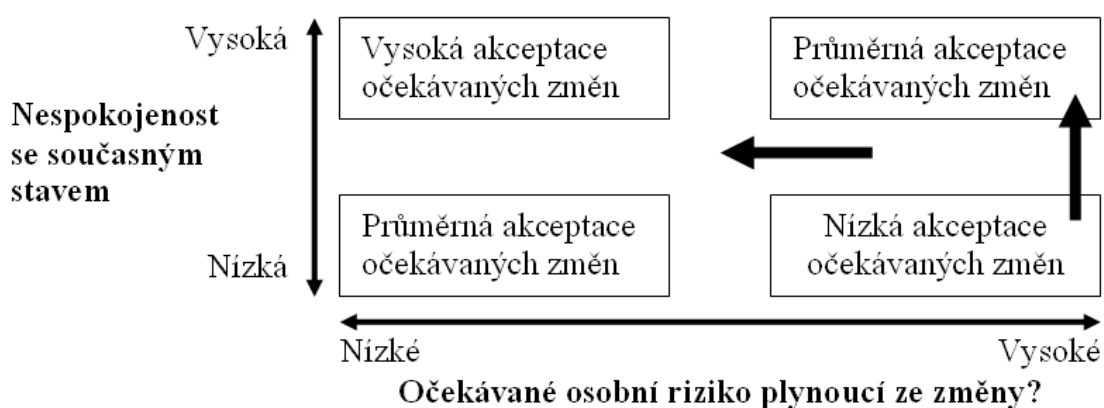 Vysoká
Vysoká akceptace
očekávaných změn
Průměrná akceptace
očekávaných změn
Nespokojenost
se současným
stavem
Průměrná akceptace
očekávaných změn
Nízká akceptace
očekávaných změn
Nízká
Nízké
Vysoké
Očekávané osobní riziko plynoucí ze změny?